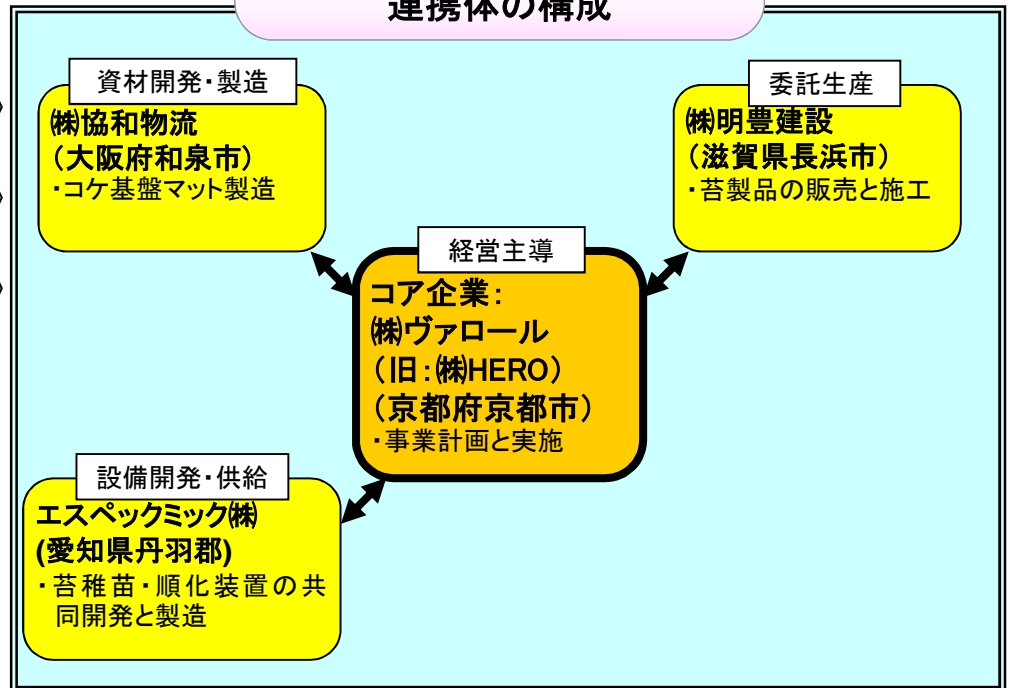 連携体の構成
資材開発・製造
㈱協和物流
（大阪府和泉市）
・コケ基盤マット製造
委託生産
㈱明豊建設
（滋賀県長浜市）
・苔製品の販売と施工
経営主導
コア企業：
㈱ヴァロール
（旧：㈱HERO）
（京都府京都市）
・事業計画と実施
設備開発・供給
エスペックミック㈱
(愛知県丹羽郡)
・苔稚苗・順化装置の共
同開発と製造